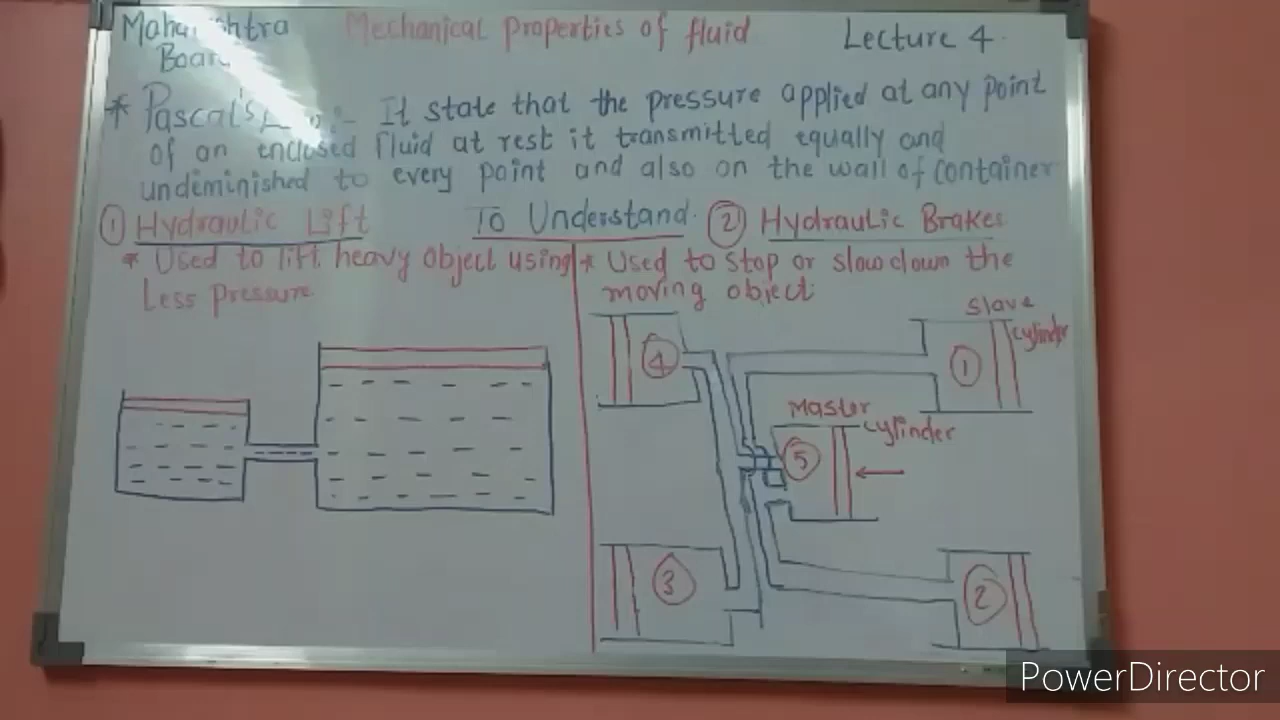 Maharashtra Mechanical properties of fluid Lecture 4.
Board
* Pascal's Law :- It state that the pressure applied at any point
of an enclosed fluid at rest it transmitted equally and
undeminished to every point and also on the wall of container
① Hydraulic Lift To Understand. ② Hydraulic Brakes
* Used to lift heavy object using
Less Pressure
* Used to stop or slow down the
moving object
Slave
cylinder
④
①
Master
cylinder
⑤
③
②
PowerDirector